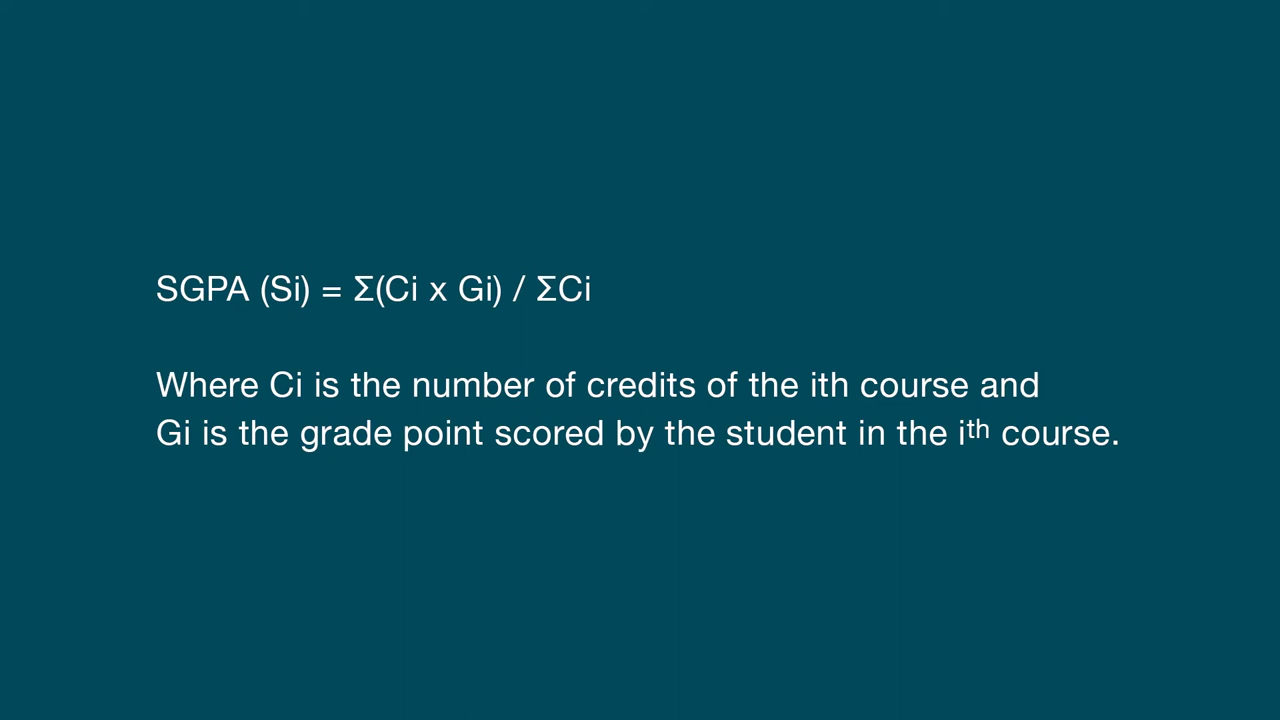 SGPA (Si) = Σ(Ci x Gi) / ΣCi
Where Ci is the number of credits of the ith course and
Gi is the grade point scored by the student in the iᵗʰ course.